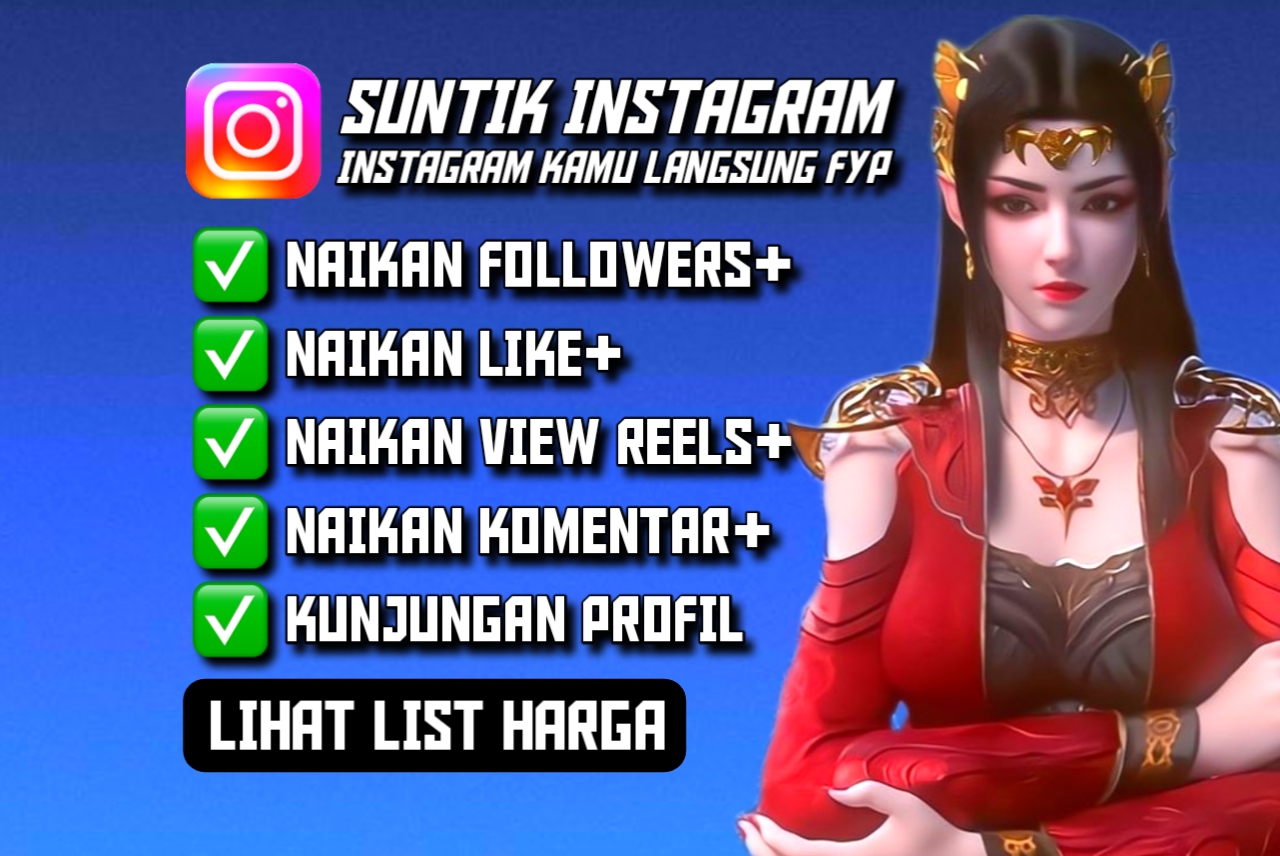 SUNTIK INSTAGRAM
INSTAGRAM KAMU LANGSUNG FYP
NAIKAN FOLLOWERS+
NAIKAN LIKE+
NAIKAN VIEW REELS+
NAIKAN KOMENTAR+
KUNJUNGAN PROFIL
LIHAT LIST HARGA